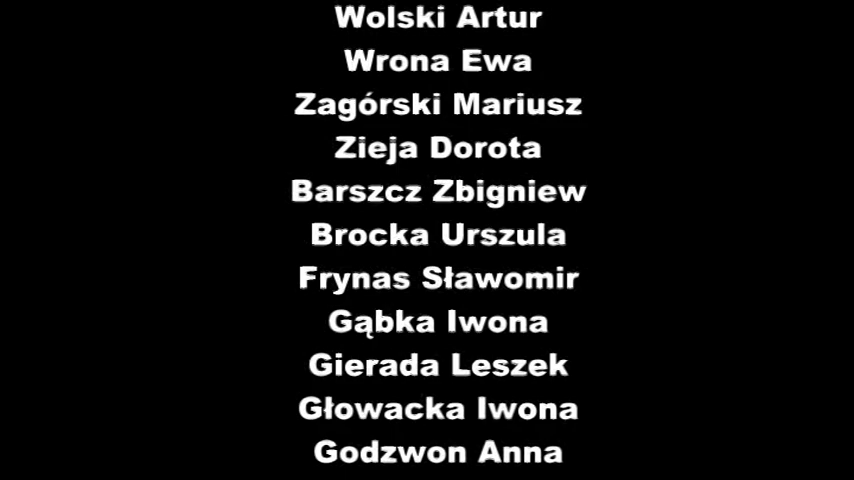 Wolski Artur
Wrona Ewa
Zagórski Mariusz
Zieja Dorota
Barszcz Zbigniew
Brocka Urszula
Frynas Sławomir
Gąbka Iwona
Gierada Leszek
Głowacka Iwona
Godzwon Anna